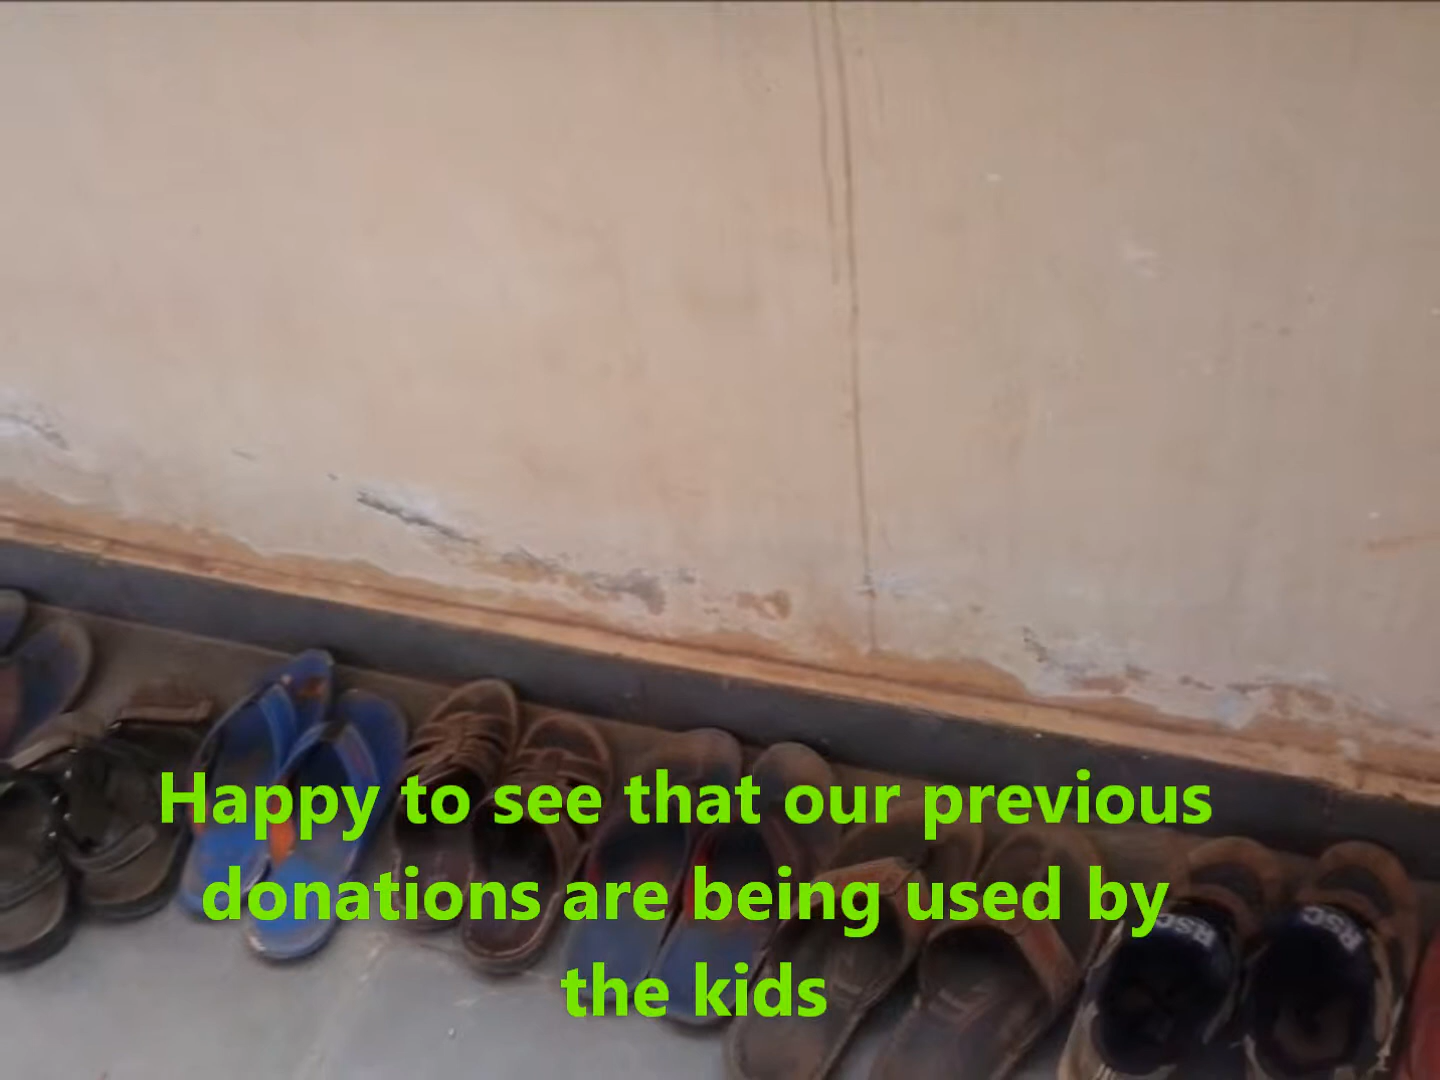 Happy to see that our previous
donations are being used by
the kids
RSC
RSC